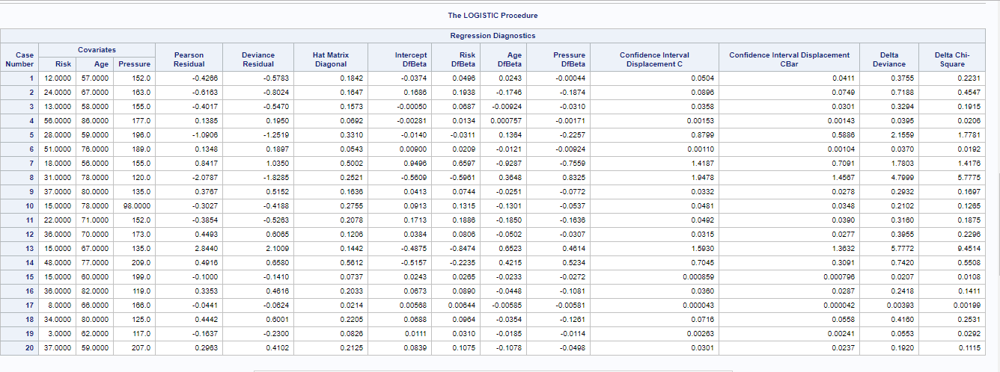 The LOGISTIC Procedure
Regression Diagnostics
Case Number Covariates Pearson Residual Deviance Residual Hat Matrix Diagonal Intercept DfBeta Risk DfBeta Age DfBeta Pressure DfBeta Confidence Interval Displacement C Confidence Interval Displacement CBar Delta Deviance Delta Chi-Square
Risk Age Pressure
1 12.0000 57.0000 152.0 -0.4266 -0.5783 0.1842 -0.0374 0.0496 0.0243 -0.00044 0.0504 0.0411 0.3755 0.2231
2 24.0000 67.0000 163.0 -0.6163 -0.8024 0.1647 0.1686 0.1938 -0.1746 -0.1874 0.0896 0.0749 0.7188 0.4547
3 13.0000 58.0000 155.0 -0.4017 -0.5470 0.1573 -0.00050 0.0687 -0.00924 -0.0310 0.0358 0.0301 0.3294 0.1915
4 56.0000 86.0000 177.0 0.1385 0.1950 0.0692 -0.00281 0.0134 0.000757 -0.00171 0.00153 0.00143 0.0395 0.0206
5 28.0000 59.0000 196.0 -1.0906 -1.2519 0.3310 -0.0140 -0.0311 0.1364 -0.2257 0.8799 0.5886 2.1559 1.7781
6 51.0000 76.0000 189.0 0.1348 0.1897 0.0543 0.00900 0.0209 -0.0121 -0.00924 0.00110 0.00104 0.0370 0.0192
7 18.0000 56.0000 155.0 0.8417 1.0350 0.5002 0.9496 0.6597 -0.9287 -0.7559 1.4187 0.7091 1.7803 1.4176
8 31.0000 78.0000 120.0 -2.0787 -1.8285 0.2521 -0.5609 -0.5961 0.3648 0.8325 1.9478 1.4567 4.7999 5.7775
9 37.0000 80.0000 135.0 0.3767 0.5152 0.1636 0.0413 0.0744 -0.0251 -0.0772 0.0332 0.0278 0.2932 0.1697
10 15.0000 78.0000 98.0000 -0.3027 -0.4188 0.2755 0.0913 0.1315 -0.1301 -0.0537 0.0481 0.0348 0.2102 0.1265
11 22.0000 71.0000 152.0 -0.3854 -0.5263 0.2078 0.1713 0.1886 -0.1850 -0.1636 0.0492 0.0390 0.3160 0.1875
12 36.0000 70.0000 173.0 0.4493 0.6065 0.1206 0.0384 0.0806 -0.0502 -0.0307 0.0315 0.0277 0.3955 0.2296
13 15.0000 67.0000 135.0 2.8440 2.1009 0.1442 -0.4875 -0.8474 0.6523 0.4614 1.5930 1.3632 5.7772 9.4514
14 48.0000 77.0000 209.0 0.4916 0.6580 0.5612 -0.5157 -0.2235 0.4215 0.5234 0.7045 0.3091 0.7420 0.5508
15 15.0000 60.0000 199.0 -0.1000 -0.1410 0.0737 0.0243 0.0265 -0.0233 -0.0272 0.000859 0.000796 0.0207 0.0108
16 36.0000 82.0000 119.0 0.3353 0.4616 0.2033 0.0673 0.0890 -0.0448 -0.1081 0.0360 0.0287 0.2418 0.1411
17 8.0000 66.0000 166.0 -0.0441 -0.0624 0.0214 0.00568 0.00644 -0.00585 -0.00581 0.000043 0.000042 0.00393 0.00199
18 34.0000 80.0000 125.0 0.4442 0.6001 0.2205 0.0688 0.0964 -0.0354 -0.1261 0.0716 0.0558 0.4160 0.2531
19 3.0000 62.0000 117.0 -0.1637 -0.2300 0.0826 0.0111 0.0310 -0.0185 -0.0114 0.00263 0.00241 0.0553 0.0292
20 37.0000 59.0000 207.0 0.2963 0.4102 0.2125 0.0839 0.1075 -0.1078 -0.0498 0.0301 0.0237 0.1920 0.1115